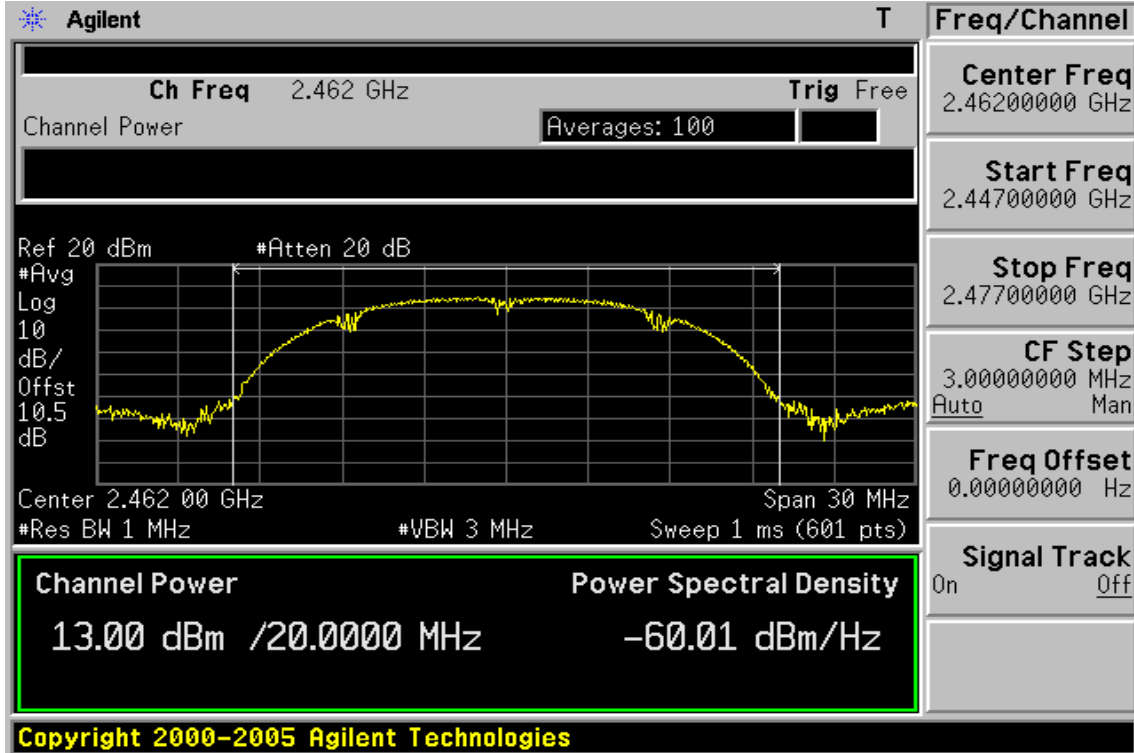 Agilent T
Ch Freq 2.462 GHz Trig Free
Channel Power Averages: 100
Ref 20 dBm #Atten 20 dB
#Avg
Log
10
dB/
Offst
10.5
dB
Center 2.462 00 GHz Span 30 MHz
#Res BW 1 MHz #VBW 3 MHz Sweep 1 ms (601 pts)
Channel Power Power Spectral Density
13.00 dBm /20.0000 MHz -60.01 dBm/Hz
Copyright 2000-2005 Agilent Technologies
Freq/Channel
Center Freq
2.46200000 GHz
Start Freq
2.44700000 GHz
Stop Freq
2.47700000 GHz
CF Step
3.00000000 MHz
Auto Man
Freq Offset
0.00000000 Hz
Signal Track
On Off